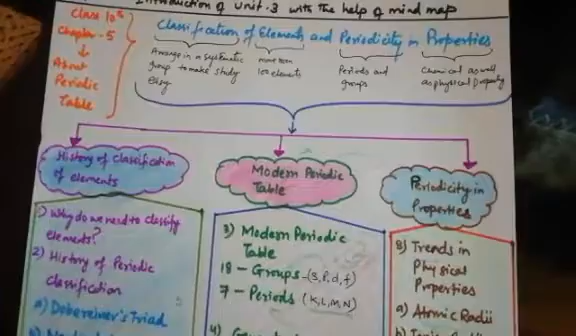 Introduction of Unit-3 with the help of mind map
Class 10th
Chapter-5
About
Periodic
Table
Classification of Elements and Periodicity in Properties
Arrange in a systematic
group to make study
Easy
more than
100 elements
Periods and
groups
Chemical as well
as physical property
History of classification
of elements
Modern Periodic
Table
Periodicity in
Properties
1) Why do we need to classify
elements?
2) History of Periodic
classification
a) Dobereiner's Triad
3) Modern Periodic
Table
18 - Groups - (s, p, d, f)
7 - Periods (K, L, M, N)
4)
8) Trends in
Physical
Properties
a) Atomic Radii
b)